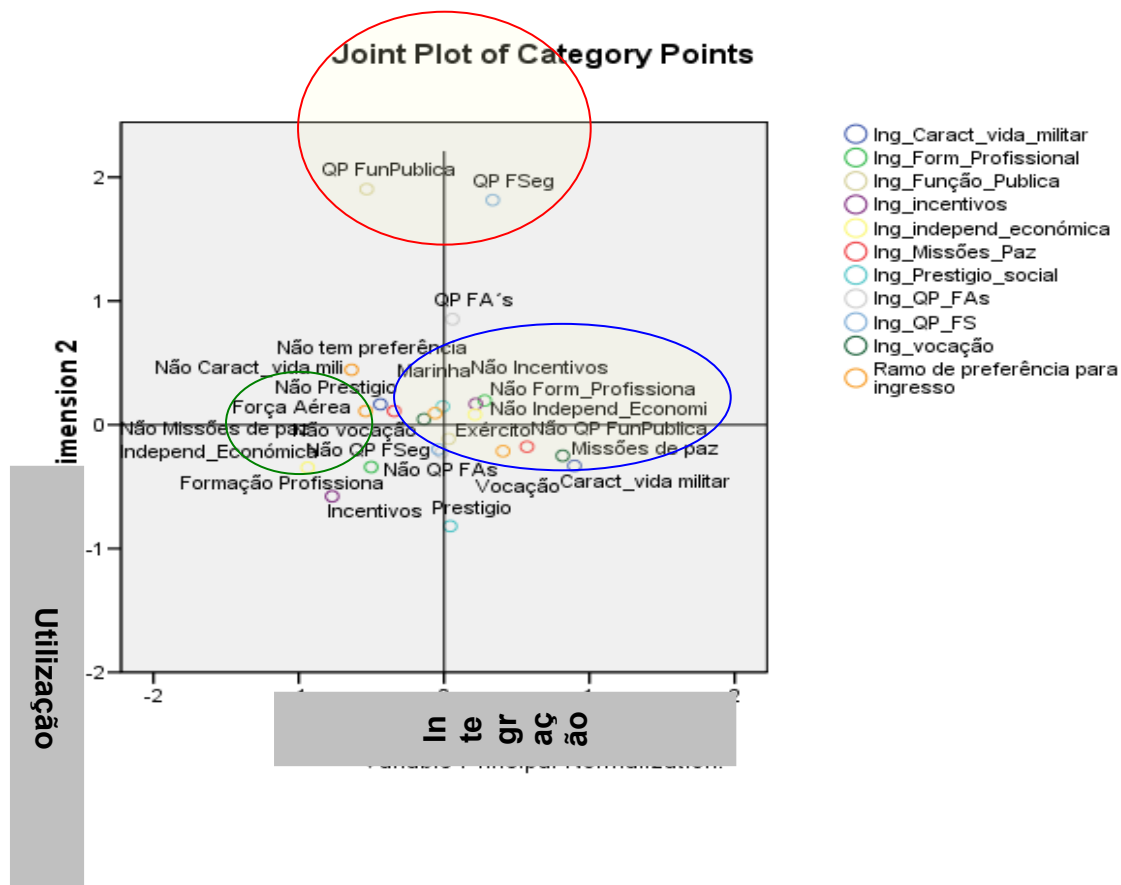 Joint Plot of Category Points
QP FunPublica
QP FSeg
QP FA´s
Não tem preferência
Não Caract_vida mili
Marinha
Não Incentivos
Não Prestigio
Não Form_Profissiona
Força Aérea
Não Independ_Economi
Não Missões de paz
Não vocação
Exército
Não QP FunPublica
Independ_Económica
Não QP FSeg
Missões de paz
Não QP FAs
Formação Profissiona
Vocação
Caract_vida militar
Incentivos
Prestigio
2
1
0
-1
-2
-2
1
2
imension 2
Utilização
In
te
gr
aç
ão
Variable Principal Normalization.
Ing_Caract_vida_militar
Ing_Form_Profissional
Ing_Função_Publica
Ing_incentivos
Ing_independ_económica
Ing_Missões_Paz
Ing_Prestigio_social
Ing_QP_FAs
Ing_QP_FS
Ing_vocação
Ramo de preferência para
ingresso